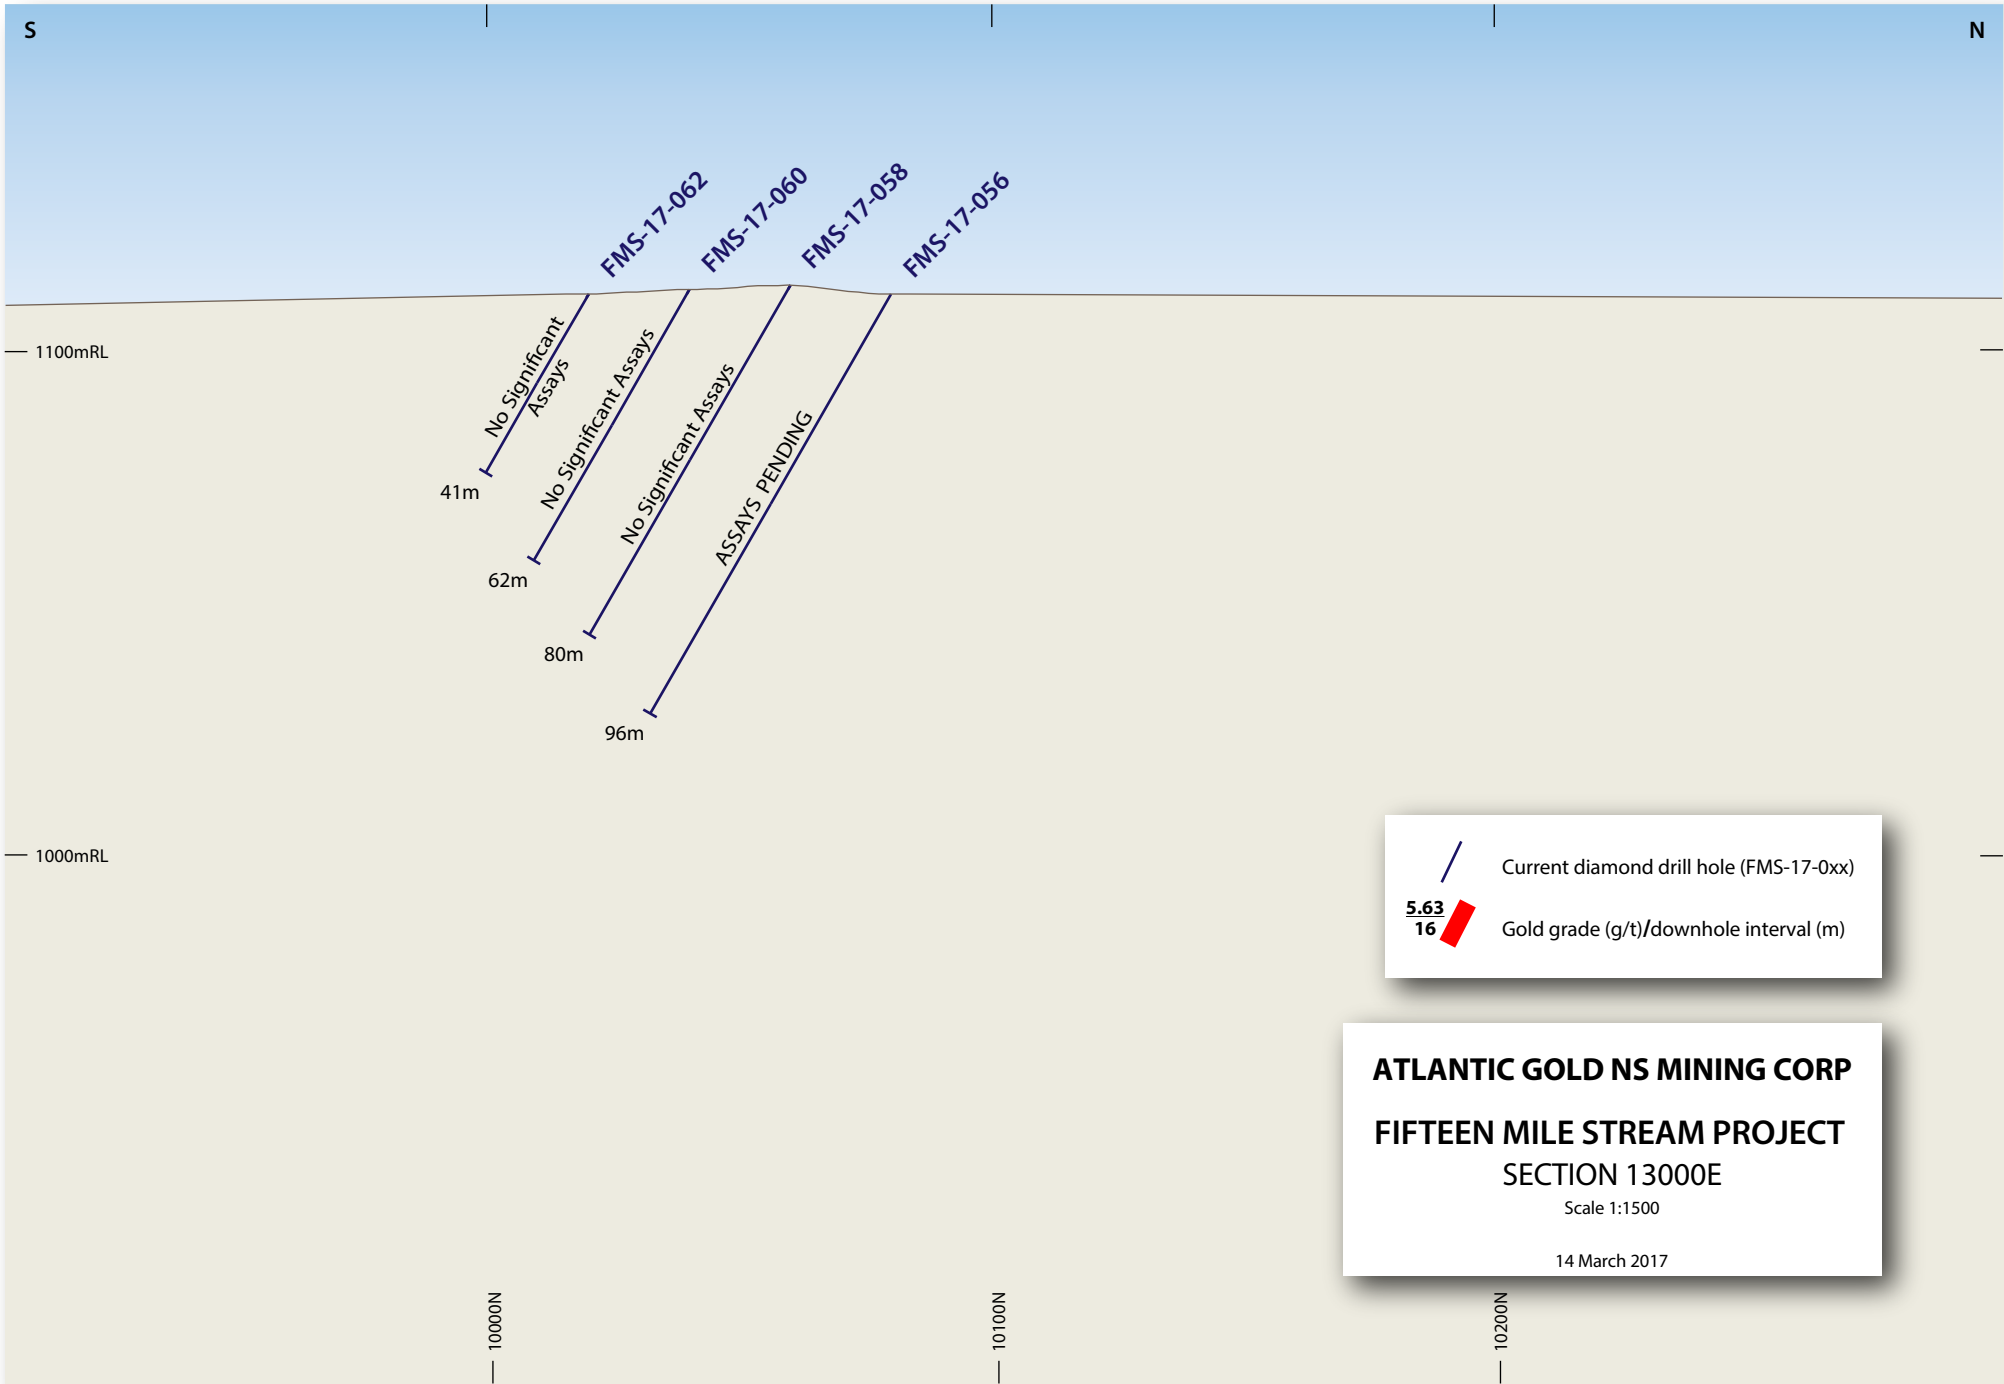 S
N
FMS-17-062
FMS-17-060
FMS-17-058
FMS-17-056
1100mRL
No Significant
Assays
No Significant Assays
No Significant Assays
ASSAYS PENDING
41m
62m
80m
96m
1000mRL
Current diamond drill hole (FMS-17-0xx)
5.63
16
Gold grade (g/t)/downhole interval (m)
ATLANTIC GOLD NS MINING CORP
FIFTEEN MILE STREAM PROJECT
SECTION 13000E
Scale 1:1500
14 March 2017
10000N
10100N
10200N